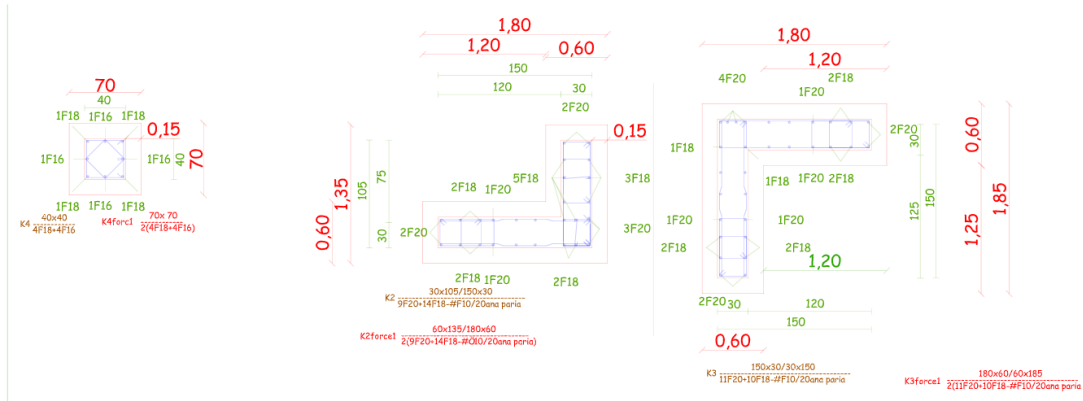 70
40
1F18 1F16 1F18
0,15
1F16
1F16
40
70
1F18 1F16 1F18
K4 40x40
4F18+4F16
K4forc1 70x 70
2(4F18+4F16)
1,80
1,20
0,60
150
120
30
2F20
0,15
1,35
105
75
30
0,60
2F18
1F20
5F18
3F18
2F20
3F20
2F18
1F20
2F18
K2 30x105/150x30
9F20+14F18-#F10/20ana paria
K2force1 60x135/180x60
2(9F20+14F18-#Ö10/20ana paria)
1,80
1,20
4F20
2F18
1F20
2F20
1F18
30
0,60
1F18
1F20
2F18
125
150
1,25
1,85
1F20
1F20
2F18
2F18
1,20
2F20
30
120
150
0,60
K3 150x30/30x150
11F20+10F18-#F10/20ana paria
K3force1 180x60/60x185
2(11F20+10F18-#F10/20ana paria